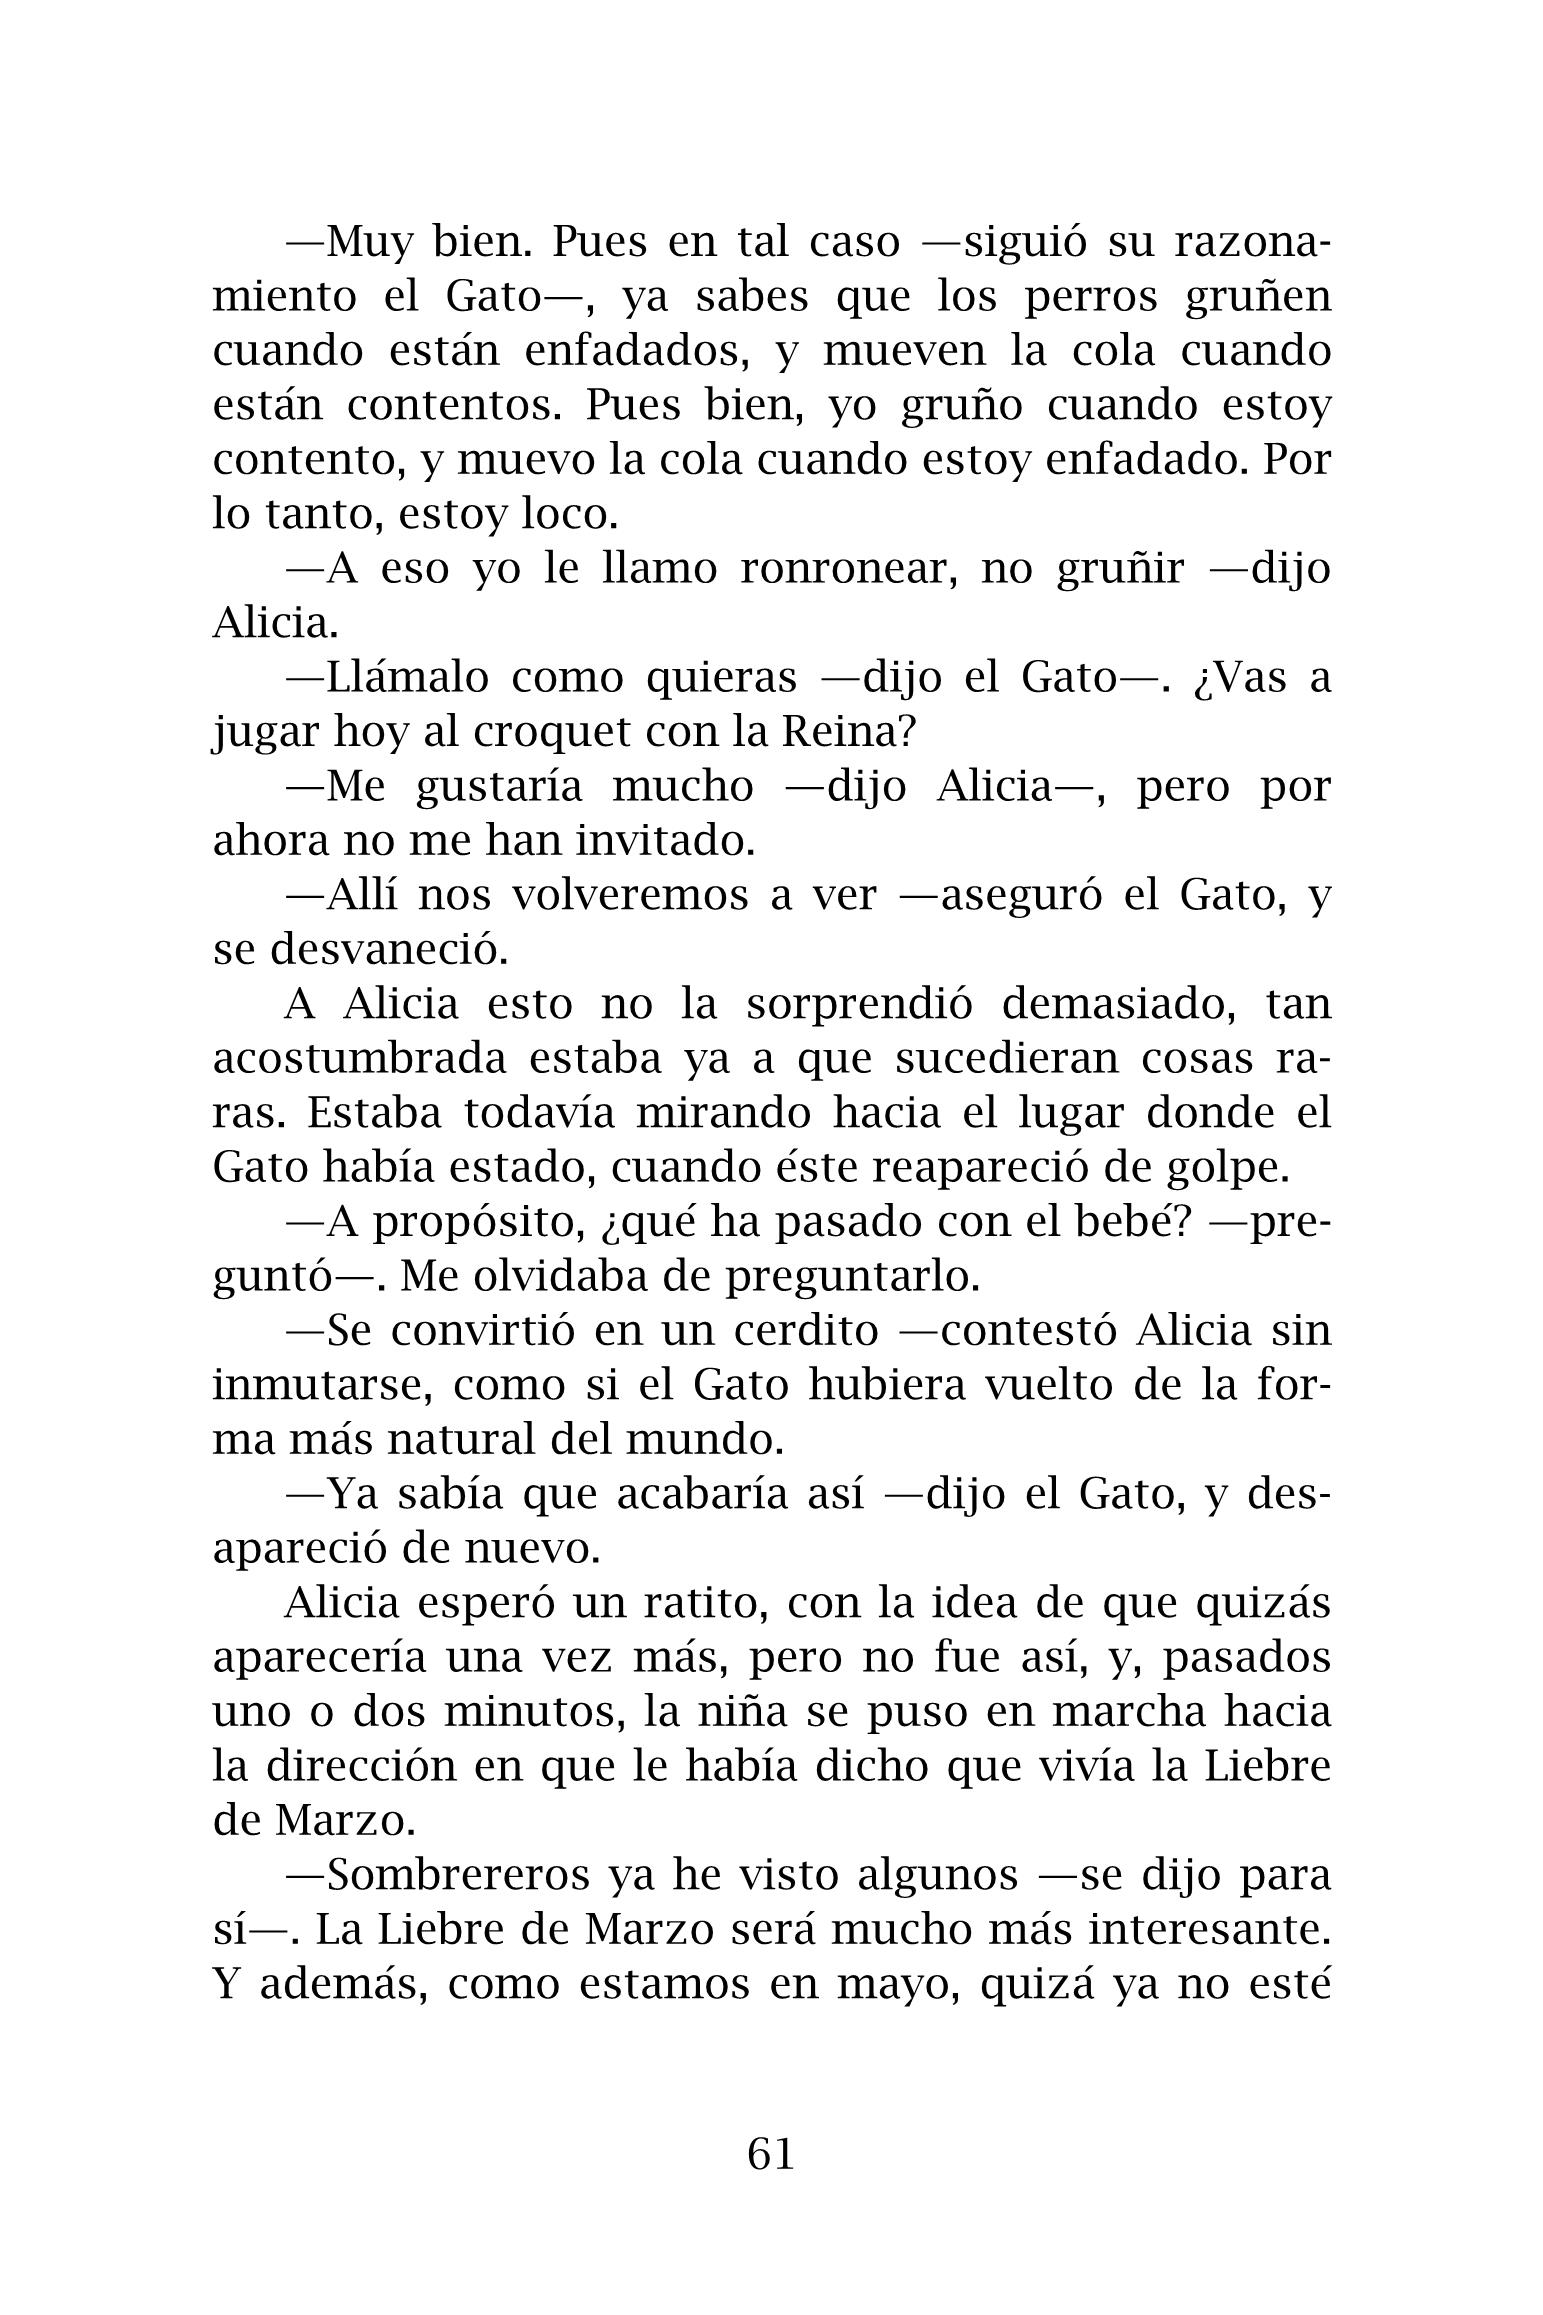 —Muy bien. Pues en tal caso —siguió su razona-
miento el Gato—, ya sabes que los perros gruñen
cuando están enfadados, y mueven la cola cuando
están contentos. Pues bien, yo gruño cuando estoy
contento, y muevo la cola cuando estoy enfadado. Por
lo tanto, estoy loco.
—A eso yo le llamo ronronear, no gruñir —dijo
Alicia.
—Llámalo como quieras —dijo el Gato—. ¿Vas a
jugar hoy al croquet con la Reina?
—Me gustaría mucho —dijo Alicia—, pero por
ahora no me han invitado.
—Allí nos volveremos a ver —aseguró el Gato, y
se desvaneció.
A Alicia esto no la sorprendió demasiado, tan
acostumbrada estaba ya a que sucedieran cosas ra-
ras. Estaba todavía mirando hacia el lugar donde el
Gato había estado, cuando éste reapareció de golpe.
—A propósito, ¿qué ha pasado con el bebé? —pre-
guntó—. Me olvidaba de preguntarlo.
—Se convirtió en un cerdito —contestó Alicia sin
inmutarse, como si el Gato hubiera vuelto de la for-
ma más natural del mundo.
—Ya sabía que acabaría así —dijo el Gato, y des-
apareció de nuevo.
Alicia esperó un ratito, con la idea de que quizás
aparecería una vez más, pero no fue así, y, pasados
uno o dos minutos, la niña se puso en marcha hacia
la dirección en que le había dicho que vivía la Liebre
de Marzo.
—Sombrereros ya he visto algunos —se dijo para
sí—. La Liebre de Marzo será mucho más interesante.
Y además, como estamos en mayo, quizá ya no esté
61